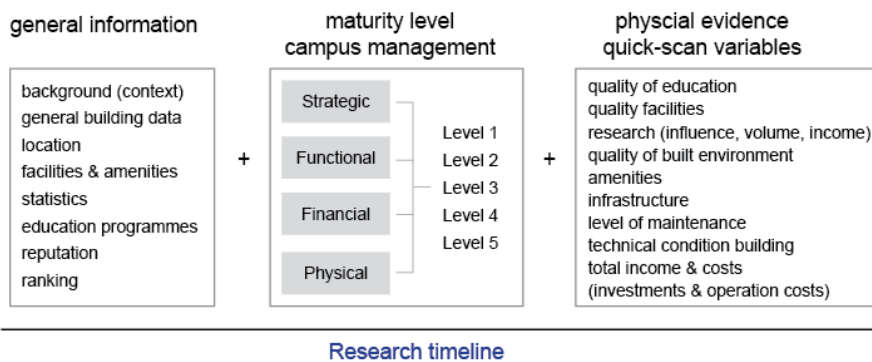 general information
background (context)
general building data
location
facilities & amenities
statistics
education programmes
reputation
ranking
+
maturity level
campus management
Strategic
Functional
Financial
Physical
Level 1
Level 2
Level 3
Level 4
Level 5
+
physcial evidence
quick-scan variables
quality of education
quality facilities
research (influence, volume, income)
quality of built environment
amenities
infrastructure
level of maintenance
technical condition building
total income & costs
(investments & operation costs)
Research timeline